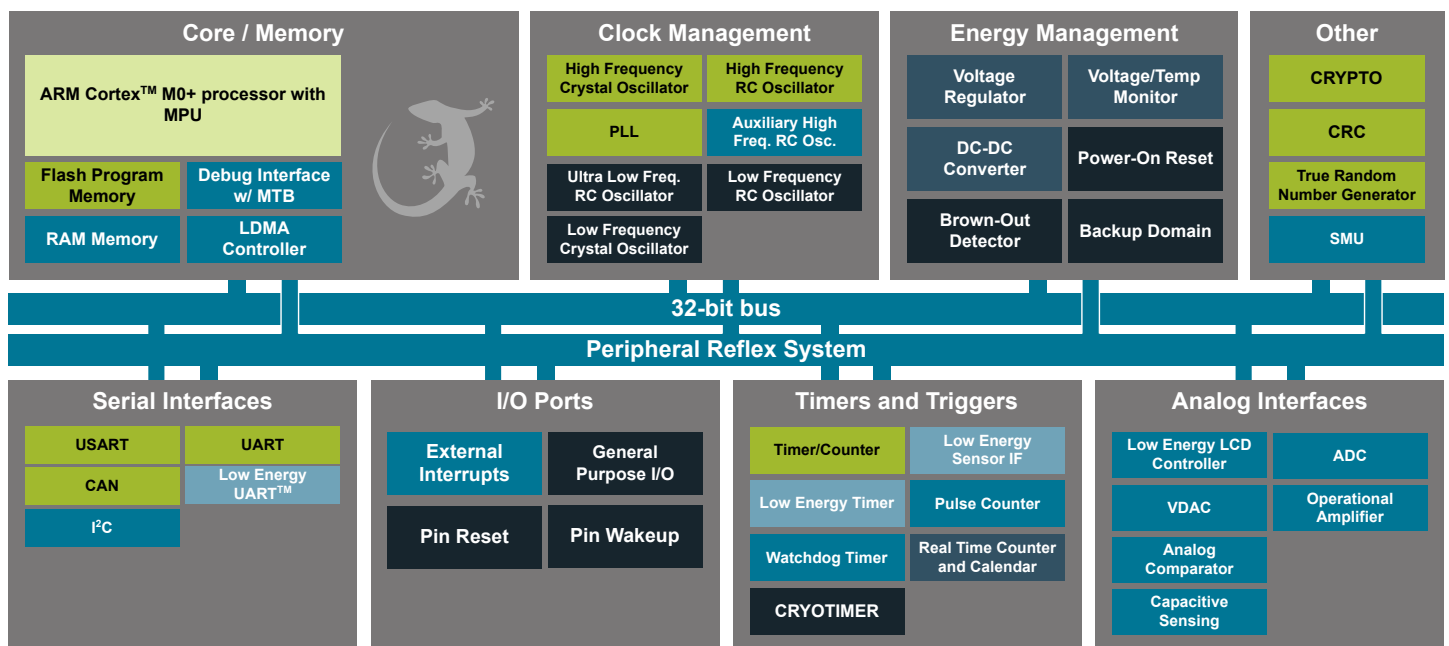 Core / Memory
ARM Cortex™ M0+ processor with
MPU
Flash Program
Memory
Debug Interface
w/ MTB
RAM Memory
LDMA
Controller
Clock Management
High Frequency
Crystal Oscillator
High Frequency
RC Oscillator
PLL
Auxiliary High
Freq. RC Osc.
Ultra Low Freq.
RC Oscillator
Low Frequency
RC Oscillator
Low Frequency
Crystal Oscillator
Energy Management
Voltage
Regulator
Voltage/Temp
Monitor
DC-DC
Converter
Power-On Reset
Brown-Out
Detector
Backup Domain
Other
CRYPTO
CRC
True Random
Number Generator
SMU
32-bit bus
Peripheral Reflex System
Serial Interfaces
USART
UART
CAN
Low Energy
UART™
I²C
I/O Ports
External
Interrupts
General
Purpose I/O
Pin Reset
Pin Wakeup
Timers and Triggers
Timer/Counter
Low Energy
Sensor IF
Low Energy Timer
Pulse Counter
Watchdog Timer
Real Time Counter
and Calendar
CRYOTIMER
Analog Interfaces
Low Energy LCD
Controller
ADC
VDAC
Operational
Amplifier
Analog
Comparator
Capacitive
Sensing